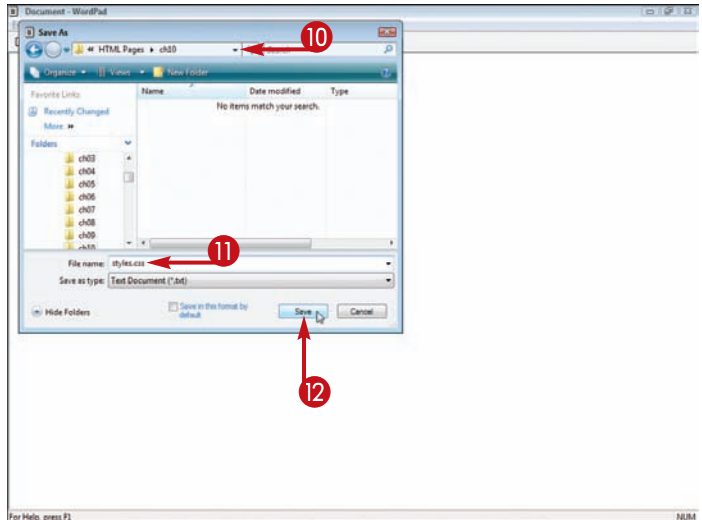 Document - WordPad
Save As
« HTML Pages ▸ ch10
10
Search
Organize
Views
New Folder
Favorite Links
Recently Changed
More »
Folders
ch03
ch04
ch05
ch06
ch07
ch08
ch09
ch10
Name
Date modified
Type
No items match your search.
11
File name: styles.css
Save as type: Text Document (*.txt)
Hide Folders
Save in this format by
default
Save
Cancel
12
For Help, press F1
NUM